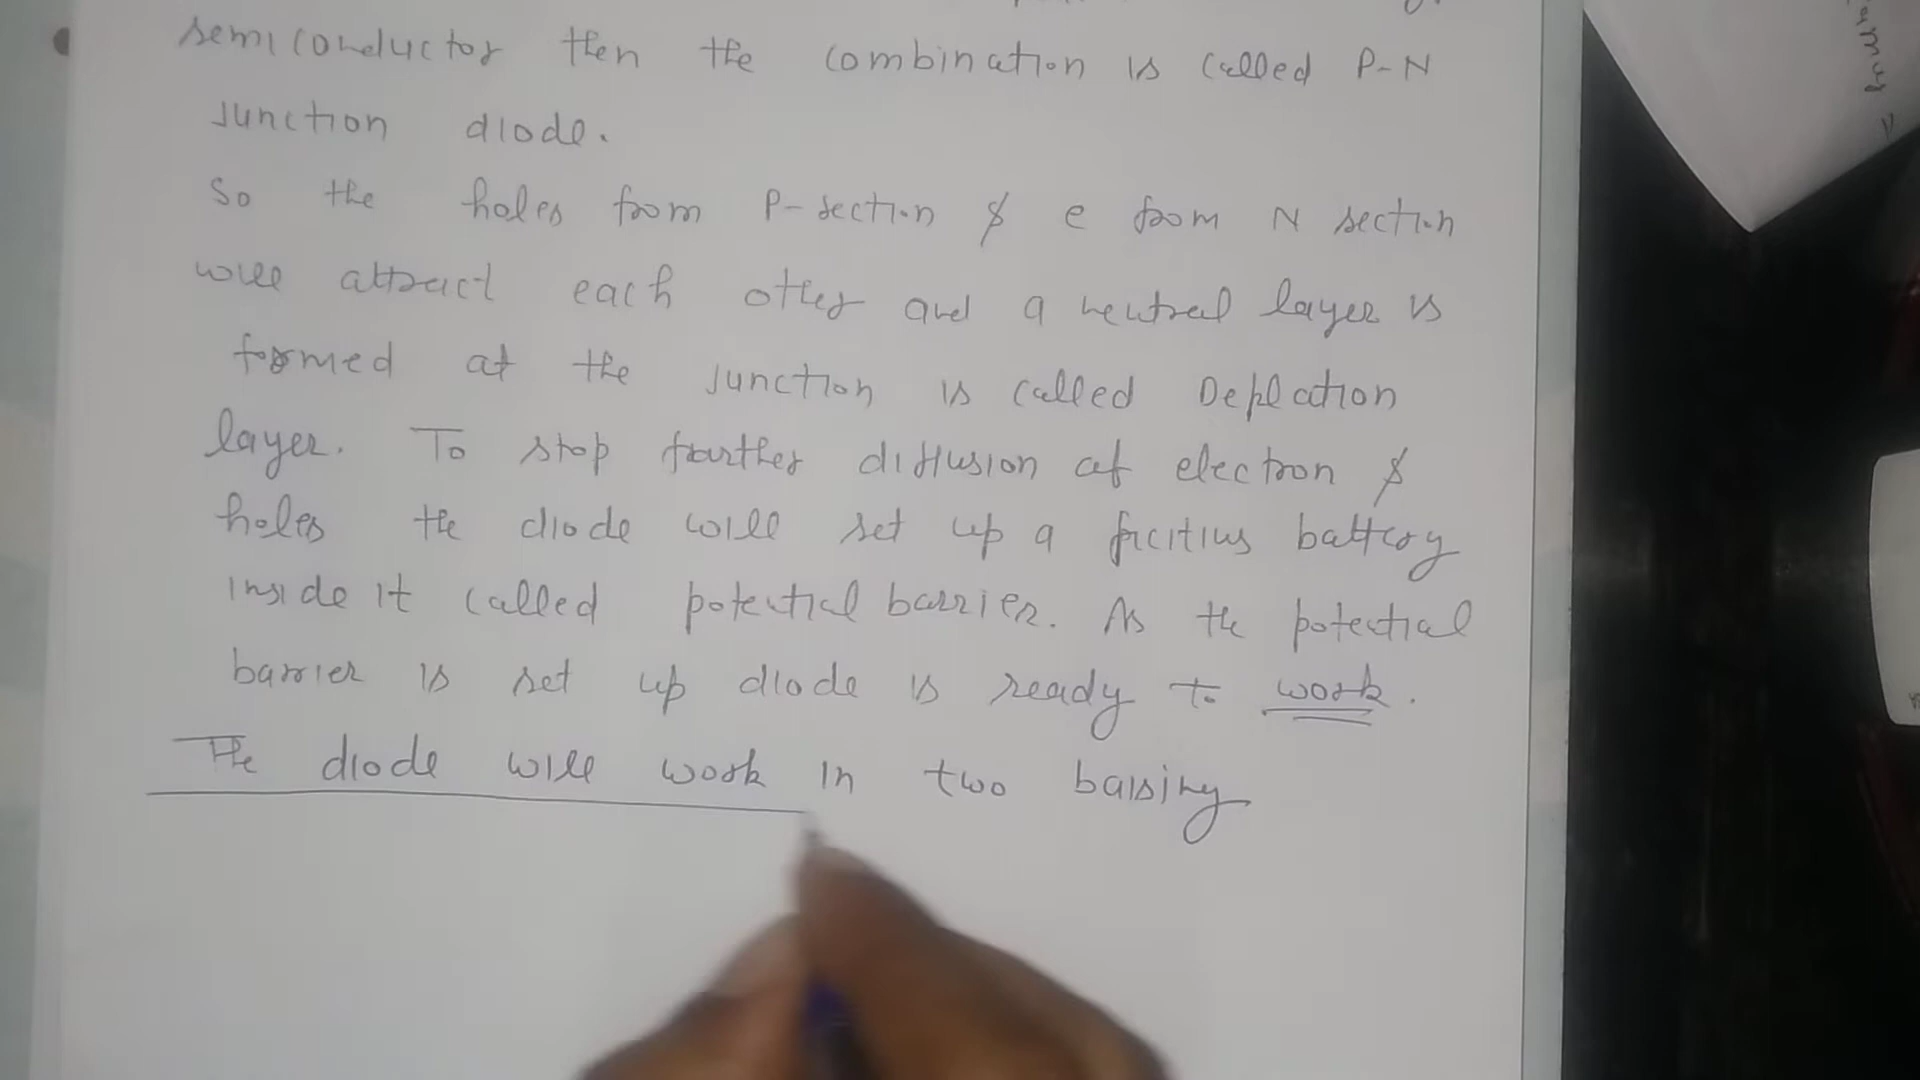 semiconductor then the combination is called P-N
Junction diode.
So the holes from P-section & e from N section
will attract each other and a neutral layer is
formed at the junction is called Deplation
layer. To stop further diffusion of electron &
holes the diode will set up a ficitius battery
inside it called potential barrier. As the potential
barrier is set up diode is ready to work.
The diode will work in two baising